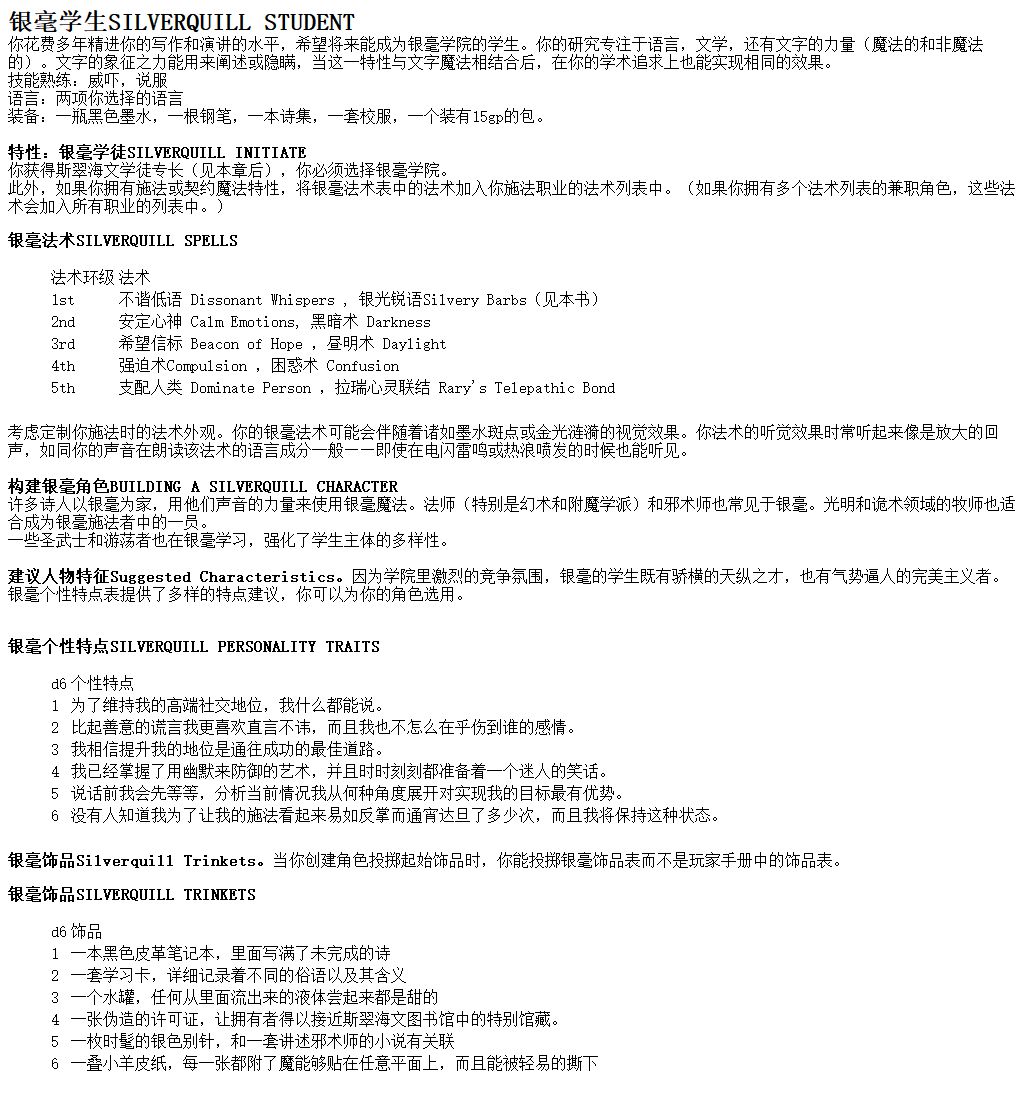 银毫学生SILVERQUILL STUDENT
你花费多年精进你的写作和演讲的水平，希望将来能成为银毫学院的学生。你的研究专注于语言，文学，还有文字的力量（魔法的和非魔法
的）。文字的象征之力能用来阐述或隐瞒，当这一特性与文字魔法相结合后，在你的学术追求上也能实现相同的效果。
技能熟练：威吓，说服
语言：两项你选择的语言
装备：一瓶黑色墨水，一根钢笔，一本诗集，一套校服，一个装有15gp的包。
特性：银毫学徒SILVERQUILL INITIATE
你获得斯翠海文学徒专长（见本章后），你必须选择银毫学院。
此外，如果你拥有施法或契约魔法特性，将银毫法术表中的法术加入你施法职业的法术列表中。（如果你拥有多个法术列表的兼职角色，这些法
术会加入所有职业的列表中。）
银毫法术SILVERQUILL SPELLS
法术环级 法术
1st 不谐低语 Dissonant Whispers ，银光锐语Silvery Barbs（见本书）
2nd 安定心神 Calm Emotions, 黑暗术 Darkness
3rd 希望信标 Beacon of Hope ，昼明术 Daylight
4th 强迫术Compulsion ，困惑术 Confusion
5th 支配人类 Dominate Person ，拉瑞心灵联结 Rary's Telepathic Bond
考虑定制你施法时的法术外观。你的银毫法术可能会伴随着诸如墨水斑点或金光涟漪的视觉效果。你法术的听觉效果时常听起来像是放大的回
声，如同你的声音在朗读该法术的语言成分一般——即使在电闪雷鸣或热浪喷发的时候也能听见。
构建银毫角色BUILDING A SILVERQUILL CHARACTER
许多诗人以银毫为家，用他们声音的力量来使用银毫魔法。法师（特别是幻术和附魔学派）和邪术师也常见于银毫。光明和诡术领域的牧师也适
合成为银毫施法者中的一员。
一些圣武士和游荡者也在银毫学习，强化了学生主体的多样性。
建议人物特征Suggested Characteristics。因为学院里激烈的竞争氛围，银毫的学生既有骄横的天纵之才，也有气势逼人的完美主义者。
银毫个性特点表提供了多样的特点建议，你可以为你的角色选用。
银毫个性特点SILVERQUILL PERSONALITY TRAITS
d6 个性特点
1 为了维持我的高端社交地位，我什么都能说。
2 比起善意的谎言我更喜欢直言不讳，而且我也不怎么在乎伤到谁的感情。
3 我相信提升我的地位是通往成功的最佳道路。
4 我已经掌握了用幽默来防御的艺术，并且时时刻刻都准备着一个迷人的笑话。
5 说话前我会先等等，分析当前情况我从何种角度展开对实现我的目标最有优势。
6 没有人知道我为了让我的施法看起来易如反掌而通宵达旦了多少次，而且我将保持这种状态。
银毫饰品Silverquill Trinkets。当你创建角色投掷起始饰品时，你能投掷银毫饰品表而不是玩家手册中的饰品表。
银毫饰品SILVERQUILL TRINKETS
d6 饰品
1 一本黑色皮革笔记本，里面写满了未完成的诗
2 一套学习卡，详细记录着不同的俗语以及其含义
3 一个水罐，任何从里面流出来的液体尝起来都是甜的
4 一张伪造的许可证，让拥有者得以接近斯翠海文图书馆中的特别馆藏。
5 一枚时髦的银色别针，和一套讲述邪术师的小说有关联
6 一叠小羊皮纸，每一张都附了魔能够贴在任意平面上，而且能被轻易的撕下